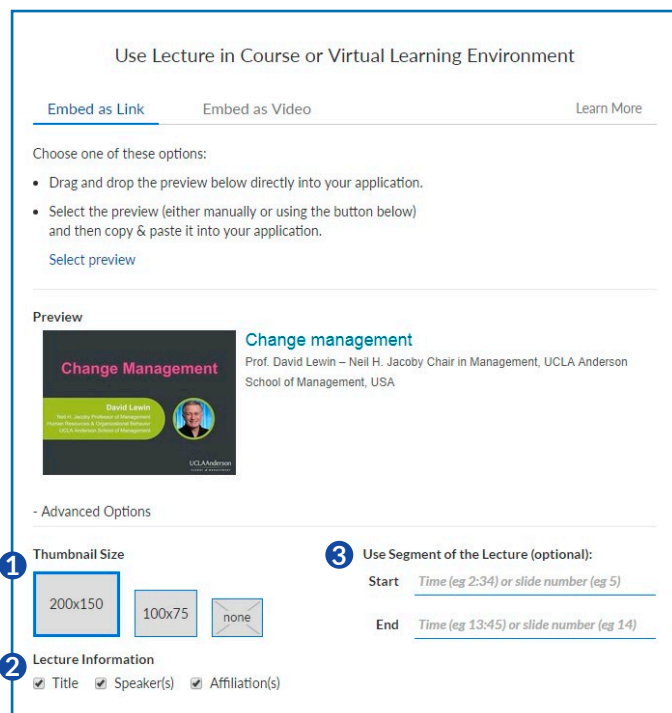 Use Lecture in Course or Virtual Learning Environment
Embed as Link Embed as Video Learn More
Choose one of these options:
• Drag and drop the preview below directly into your application.
• Select the preview (either manually or using the button below)
and then copy & paste it into your application.
Select preview
Preview
Change Management
David Lewin
Neil H. Jacoby Professor of Management
Human Resources & Organizational Behavior
UCLA Anderson School of Management
UCLAAnderson
Change management
Prof. David Lewin – Neil H. Jacoby Chair in Management, UCLA Anderson
School of Management, USA
- Advanced Options
1 Thumbnail Size
200x150 100x75 none
2 Lecture Information
Title Speaker(s) Affiliation(s)
3 Use Segment of the Lecture (optional):
Start Time (eg 2:34) or slide number (eg 5)
End Time (eg 13:45) or slide number (eg 14)